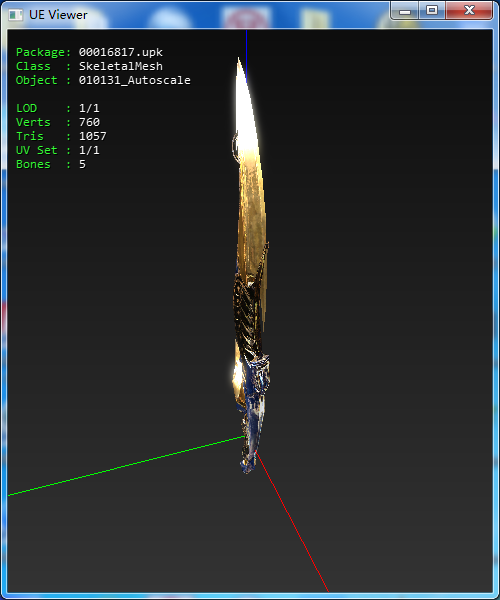 UE Viewer
Package: 00016817.upk
Class : SkeletalMesh
Object : 010131_Autoscale
LOD : 1/1
Verts : 760
Tris : 1057
UV Set : 1/1
Bones : 5